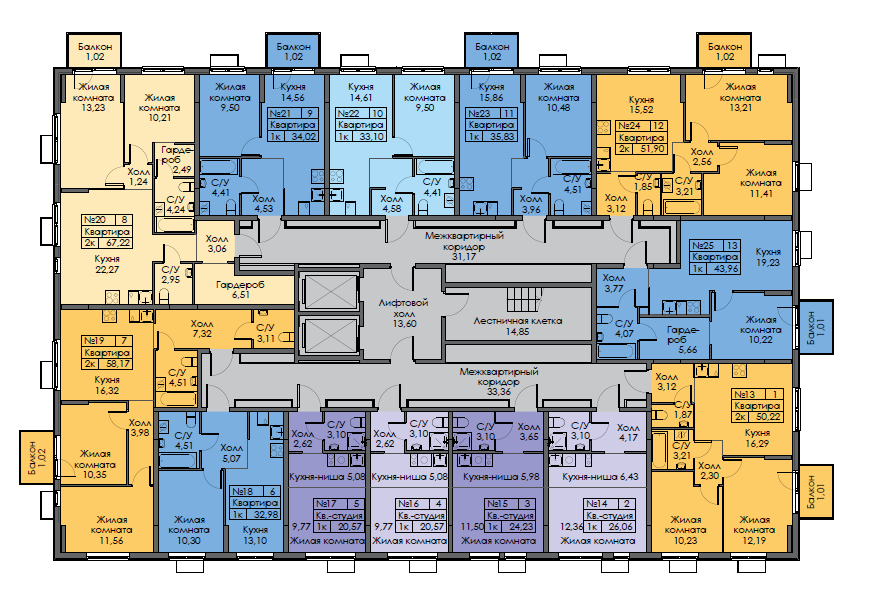 Балкон
1,02
Балкон
1,02
Балкон
1,02
Балкон
1,02
Жилая
комната
13,23
Жилая
комната
10,21
Гарде-
роб
2,49
Холл
1,24
С/У
4,24
№20 8
Квартира
2к 67,22
22,27
С/У
2,95
Холл
3,06
Гардероб
6,51
Жилая
комната
9,50
Кухня
14,56
№21 9
Квартира
1к 34,02
С/У
4,41
Холл
4,53
Кухня
14,61
№22 10
Квартира
1к 33,10
Жилая
комната
9,50
Холл
4,58
С/У
4,41
Кухня
15,86
№23 11
Квартира
1к 35,83
Жилая
комната
10,48
С/У
4,51
Холл
3,96
Кухня
15,52
№24 12
Квартира
2к 51,90
Жилая
комната
13,21
Холл
2,56
Жилая
комната
11,41
С/У
1,85
С/У
3,21
Холл
3,12
Межквартирный
коридор
31,17
№25 13
Квартира
1к 43,96
Кухня
19,23
Холл
3,77
С/У
4,07
Гарде-
роб
5,66
Жилая
комната
10,22
Балкон
1,01
Лифтовой
холл
13,60
Лестничная клетка
14,85
Межквартирный
коридор
33,36
№19 7
Квартира
2к 58,17
Кухня
16,32
Холл
7,32
С/У
3,11
С/У
4,51
Холл
3,98
Жилая
комната
10,35
Балкон
1,02
Жилая
комната
11,56
С/У
4,51
Холл
5,07
№18 6
Квартира
1к 32,98
Жилая
комната
10,30
Кухня
13,10
Холл
2,62
С/У
3,10
Кухня-ниша 5,08
№17 5
Кв.-студия
1к 20,57
9,77
Жилая комната
Холл
2,62
С/У
3,10
Кухня-ниша 5,08
№16 4
Кв.-студия
1к 20,57
9,77
Жилая комната
С/У
3,10
Холл
3,65
Кухня-ниша 5,98
№15 3
Кв.-студия
1к 24,23
11,50
Жилая комната
С/У
3,10
Холл
4,17
Кухня-ниша 6,43
№14 2
Кв.-студия
1к 26,06
12,36
Жилая комната
Холл
3,12
С/У
1,87
№13 1
Квартира
2к 50,22
Кухня
16,29
С/У
3,21
Холл
2,30
Жилая
комната
10,23
Жилая
комната
12,19
Балкон
1,01